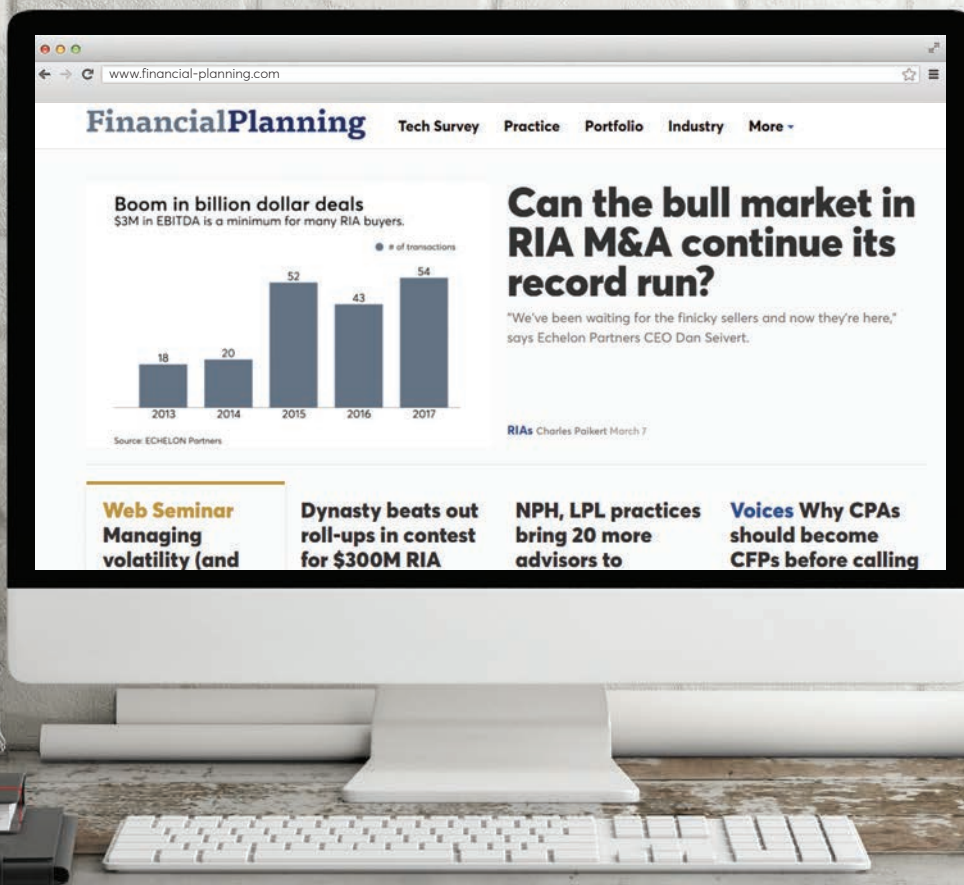 www.financial-planning.com
FinancialPlanning
Tech Survey Practice Portfolio Industry More
Boom in billion dollar deals
$3M in EBITDA is a minimum for many RIA buyers.
# of transactions
18
20
52
43
54
2013 2014 2015 2016 2017
Source: ECHELON Partners
Can the bull market in
RIA M&A continue its
record run?
"We've been waiting for the finicky sellers and now they're here,"
says Echelon Partners CEO Dan Seivert.
RIAs Charles Paikert March 7
Web Seminar
Managing
volatility (and
Dynasty beats out
roll-ups in contest
for $300M RIA
NPH, LPL practices
bring 20 more
advisors to
Voices Why CPAs
should become
CFPs before calling